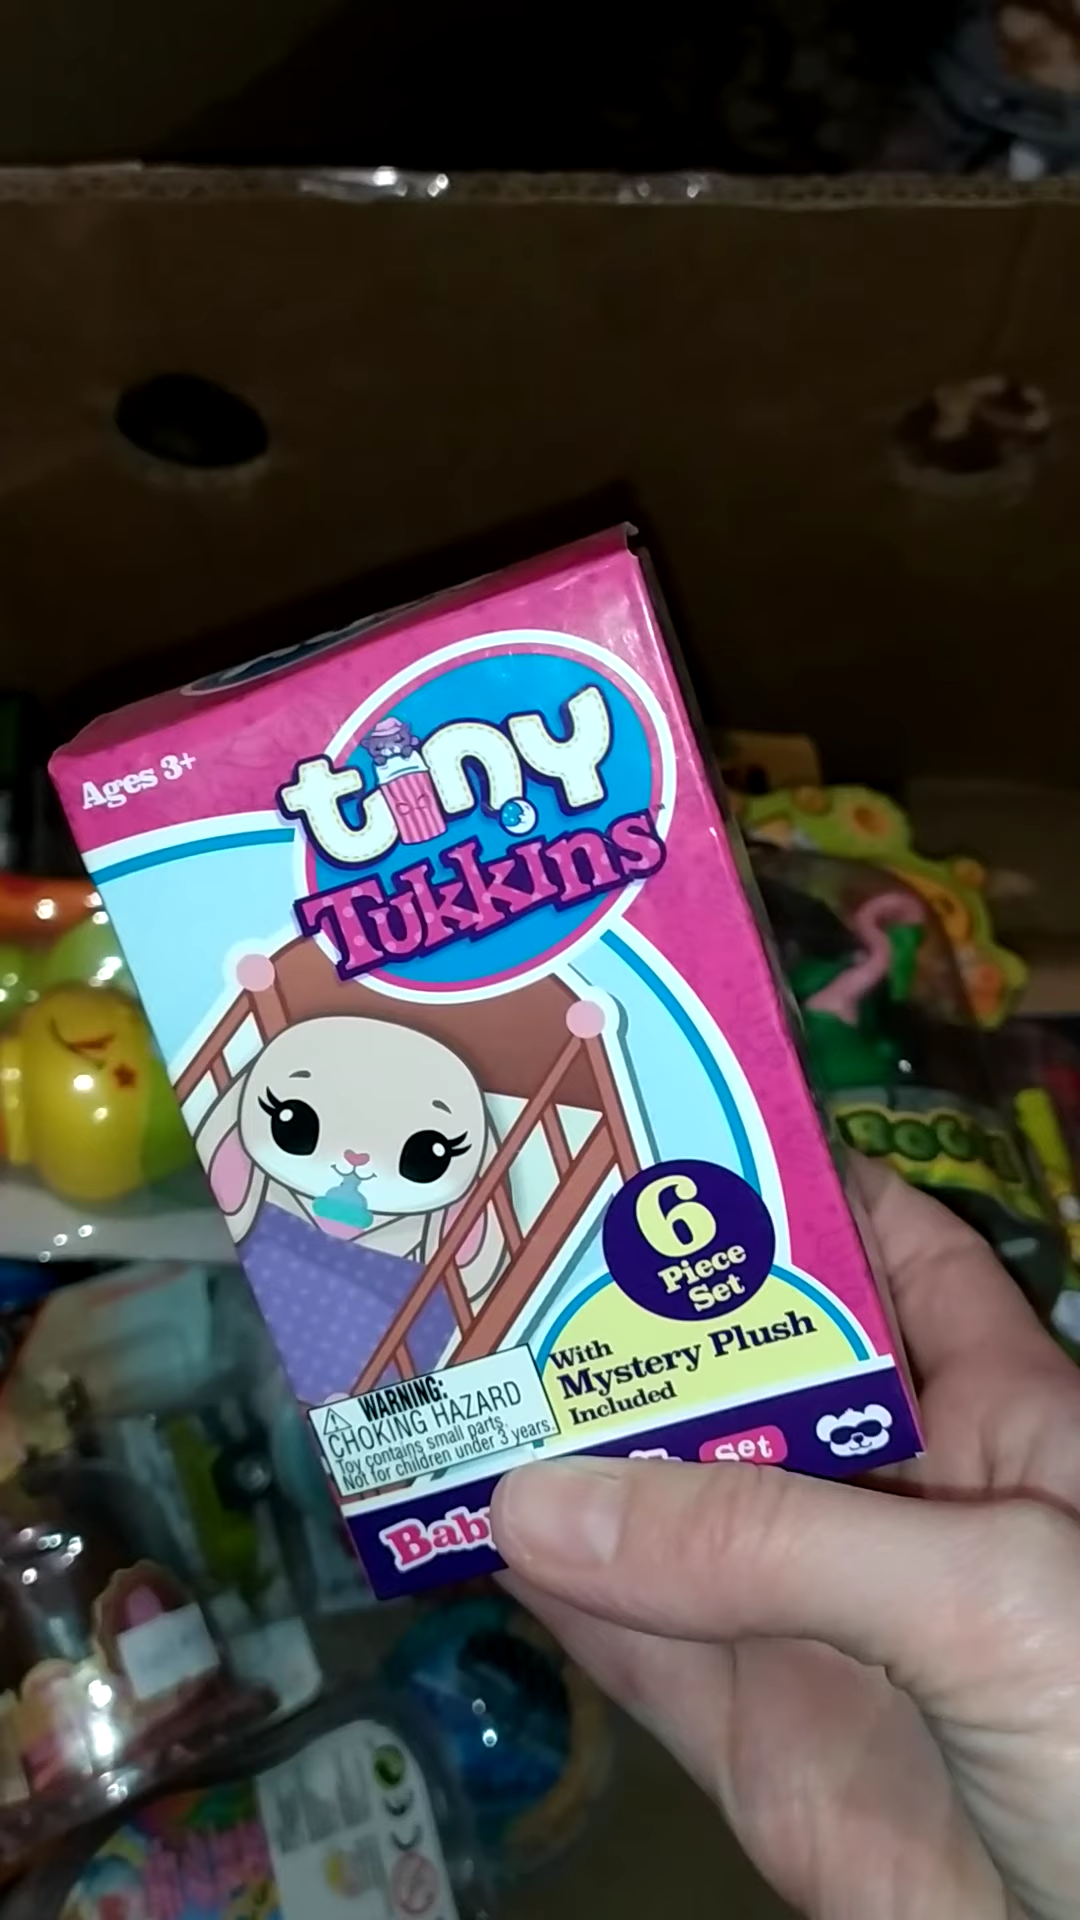 Ages 3+
tiny
Tukkins™
6
Piece
Set
With
Mystery Plush
Included
WARNING:
CHOKING HAZARD
Toy contains small parts.
Not for children under 3 years.
Set